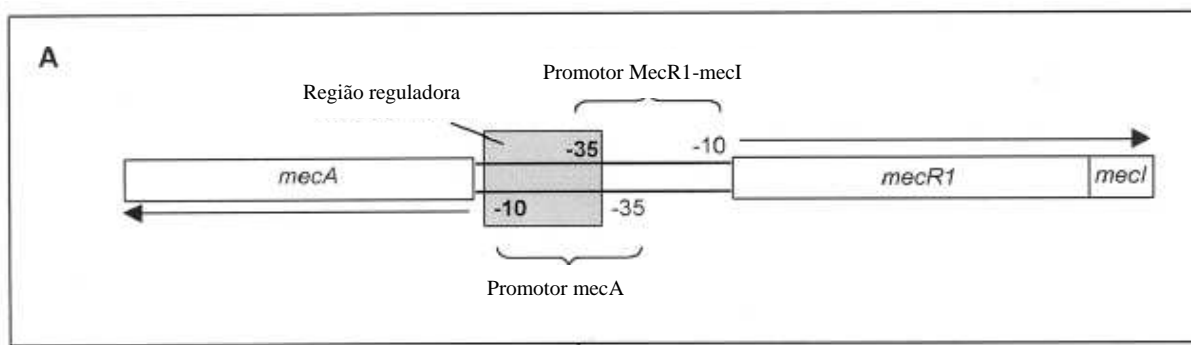 A
Promotor MecR1-mecI
Região reguladora
-35
-10
mecA
mecR1
mecI
-10
-35
Promotor mecA